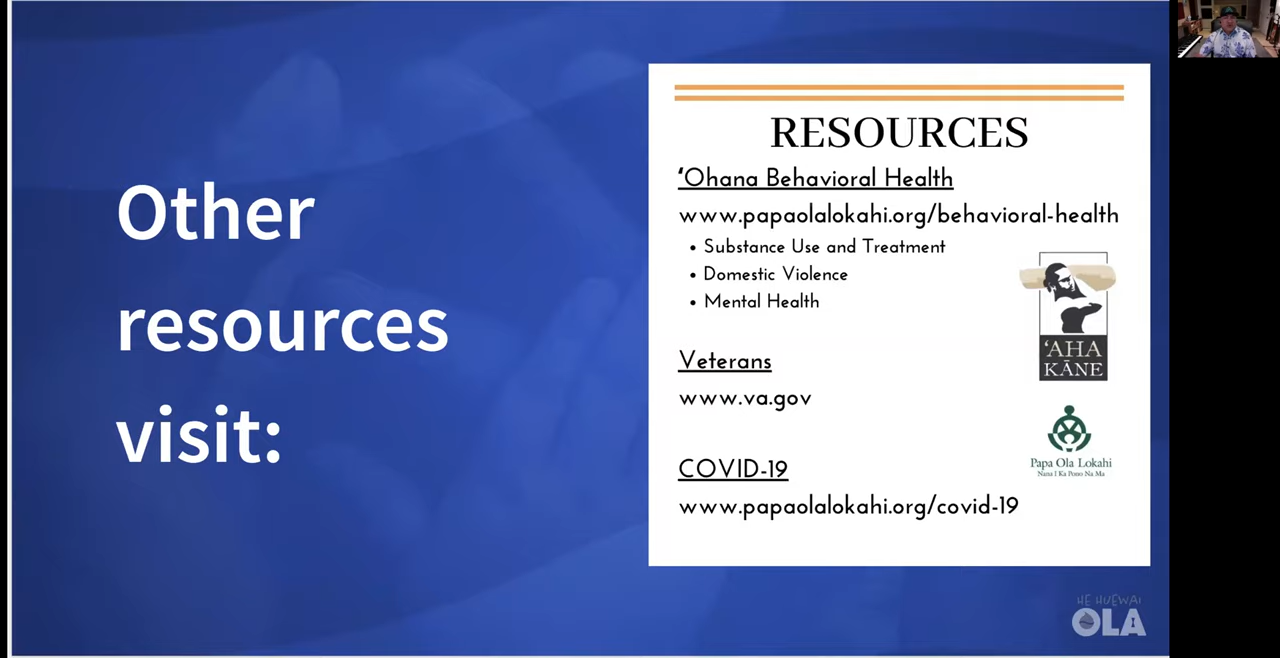 Other
resources
visit:
RESOURCES
ʻOhana Behavioral Health
www.papaolalokahi.org/behavioral-health
• Substance Use and Treatment
• Domestic Violence
• Mental Health
Veterans
www.va.gov
COVID-19
www.papaolalokahi.org/covid-19
ʻAHA
KĀNE
Papa Ola Lokahi
Nana I Ka Pono Na Ma
HE HUEWAI
OLA